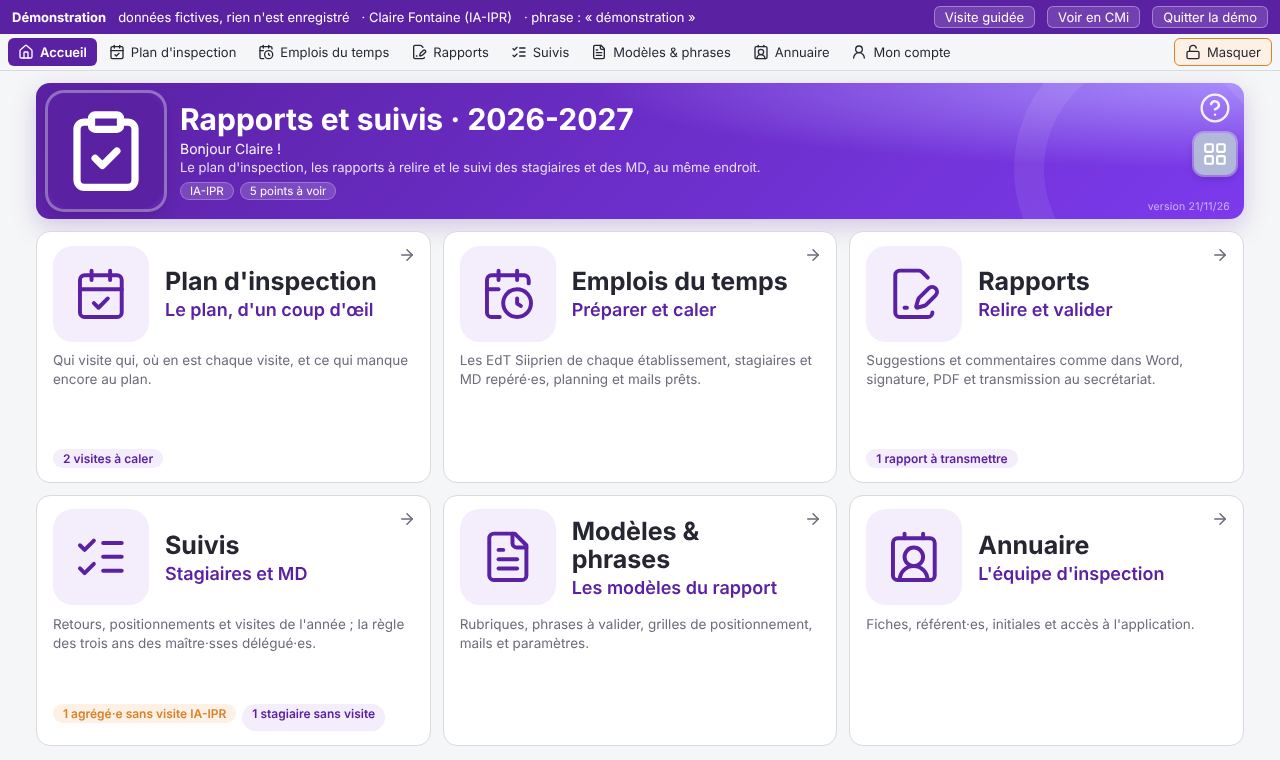 Démonstration données fictives, rien n'est enregistré · Claire Fontaine (IA-IPR) · phrase : « démonstration » Visite guidée Voir en CMi Quitter la démo
Accueil Plan d'inspection Emplois du temps Rapports Suivis Modèles & phrases Annuaire Mon compte Masquer
Rapports et suivis · 2026-2027
Bonjour Claire !
Le plan d'inspection, les rapports à relire et le suivi des stagiaires et des MD, au même endroit.
IA-IPR 5 points à voir
version 21/11/26
Plan d'inspection
Le plan, d'un coup d'œil
Qui visite qui, où en est chaque visite, et ce qui manque
encore au plan.
2 visites à caler
Emplois du temps
Préparer et caler
Les EdT Siiprien de chaque établissement, stagiaires et
MD repéré·es, planning et mails prêts.
Rapports
Relire et valider
Suggestions et commentaires comme dans Word,
signature, PDF et transmission au secrétariat.
1 rapport à transmettre
Suivis
Stagiaires et MD
Retours, positionnements et visites de l'année ; la règle
des trois ans des maître·sses délégué·es.
1 agrégé·e sans visite IA-IPR 1 stagiaire sans visite
Modèles &
phrases
Les modèles du rapport
Rubriques, phrases à valider, grilles de positionnement,
mails et paramètres.
Annuaire
L'équipe d'inspection
Fiches, référent·es, initiales et accès à l'application.